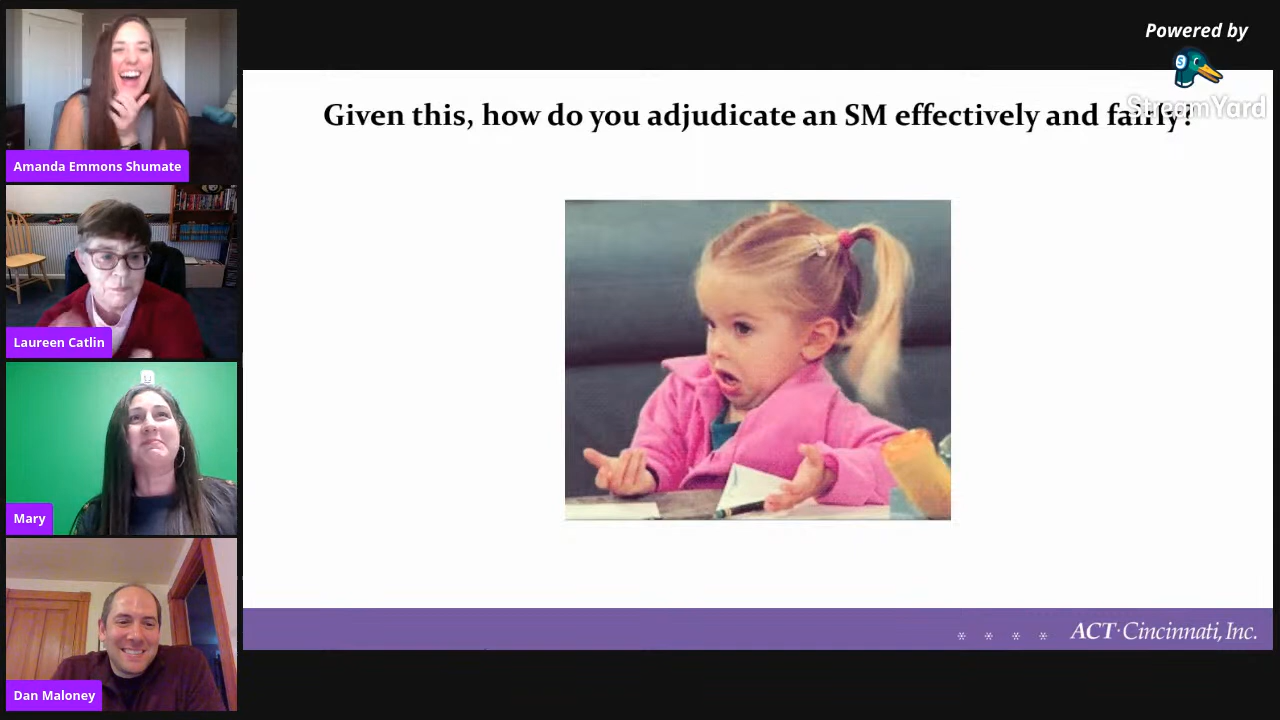 Powered by
StreamYard
Given this, how do you adjudicate an SM effectively and fairly?
Amanda Emmons Shumate
Laureen Catlin
Mary
Dan Maloney
* * * * ACT·Cincinnati, Inc.